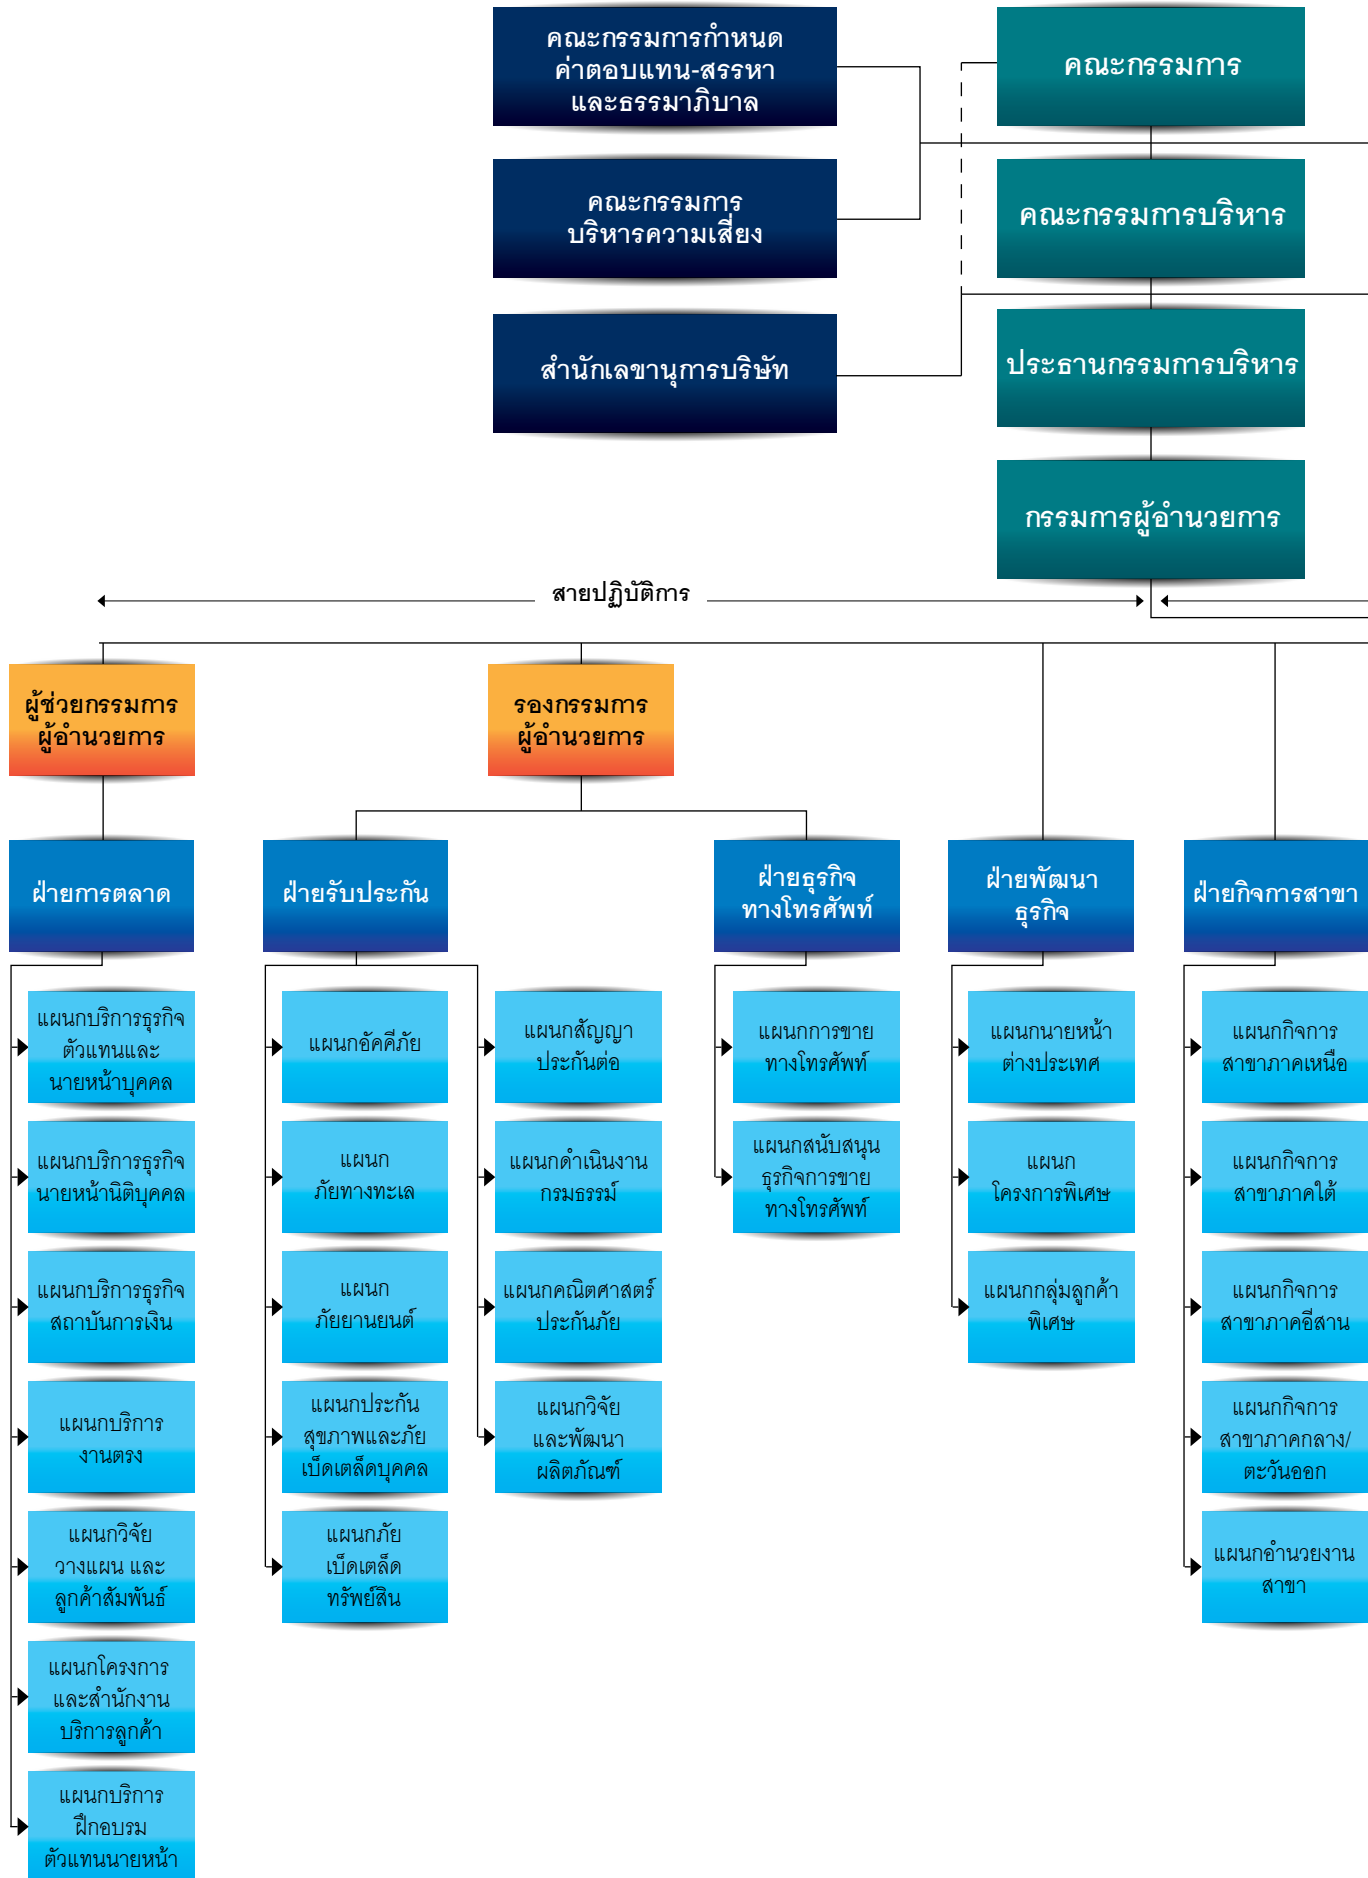 คณะกรรมการกำหนด
ค่าตอบแทน-สรรหา
และธรรมาภิบาล
คณะกรรมการ
คณะกรรมการ
บริหารความเสี่ยง
คณะกรรมการบริหาร
สำนักเลขานุการบริษัท
ประธานกรรมการบริหาร
กรรมการผู้อำนวยการ
สายปฏิบัติการ
ผู้ช่วยกรรมการ
ผู้อำนวยการ
รองกรรมการ
ผู้อำนวยการ
ฝ่ายการตลาด
ฝ่ายรับประกัน
ฝ่ายธุรกิจ
ทางโทรศัพท์
ฝ่ายพัฒนา
ธุรกิจ
ฝ่ายกิจการสาขา
แผนกบริการธุรกิจ
ตัวแทนและ
นายหน้าบุคคล
แผนกบริการธุรกิจ
นายหน้านิติบุคคล
แผนกบริการธุรกิจ
สถาบันการเงิน
แผนกบริการ
งานตรง
แผนกวิจัย
วางแผน และ
ลูกค้าสัมพันธ์
แผนกโครงการ
และสำนักงาน
บริการลูกค้า
แผนกบริการ
ฝึกอบรม
ตัวแทนนายหน้า
แผนกอัคคีภัย
แผนก
ภัยทางทะเล
แผนก
ภัยยานยนต์
แผนกประกัน
สุขภาพและภัย
เบ็ดเตล็ดบุคคล
แผนกภัย
เบ็ดเตล็ด
ทรัพย์สิน
แผนกสัญญา
ประกันต่อ
แผนกดำเนินงาน
กรมธรรม์
แผนกคณิตศาสตร์
ประกันภัย
แผนกวิจัย
และพัฒนา
ผลิตภัณฑ์
แผนกการขาย
ทางโทรศัพท์
แผนกสนับสนุน
ธุรกิจการขาย
ทางโทรศัพท์
แผนกนายหน้า
ต่างประเทศ
แผนก
โครงการพิเศษ
แผนกกลุ่มลูกค้า
พิเศษ
แผนกกิจการ
สาขาภาคเหนือ
แผนกกิจการ
สาขาภาคใต้
แผนกกิจการ
สาขาภาคอีสาน
แผนกกิจการ
สาขาภาคกลาง/
ตะวันออก
แผนกอำนวยงาน
สาขา